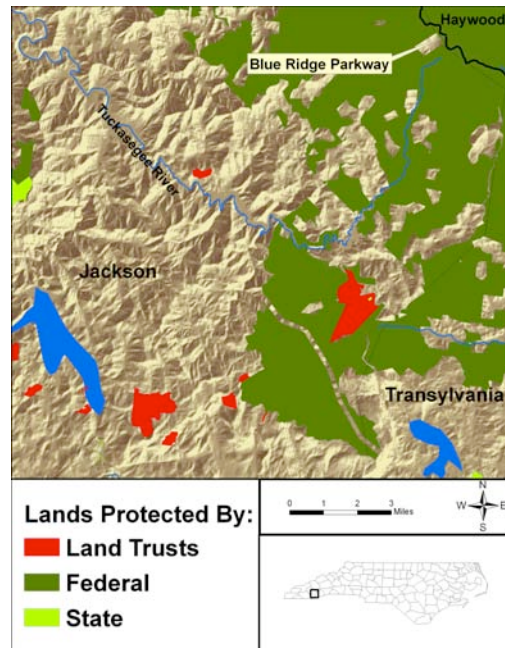 Haywood
Blue Ridge Parkway
Tuckasegee River
Jackson
Transylvania
Lands Protected By:
Land Trusts
Federal
State
0 1 2 3
Miles
N
W E
S